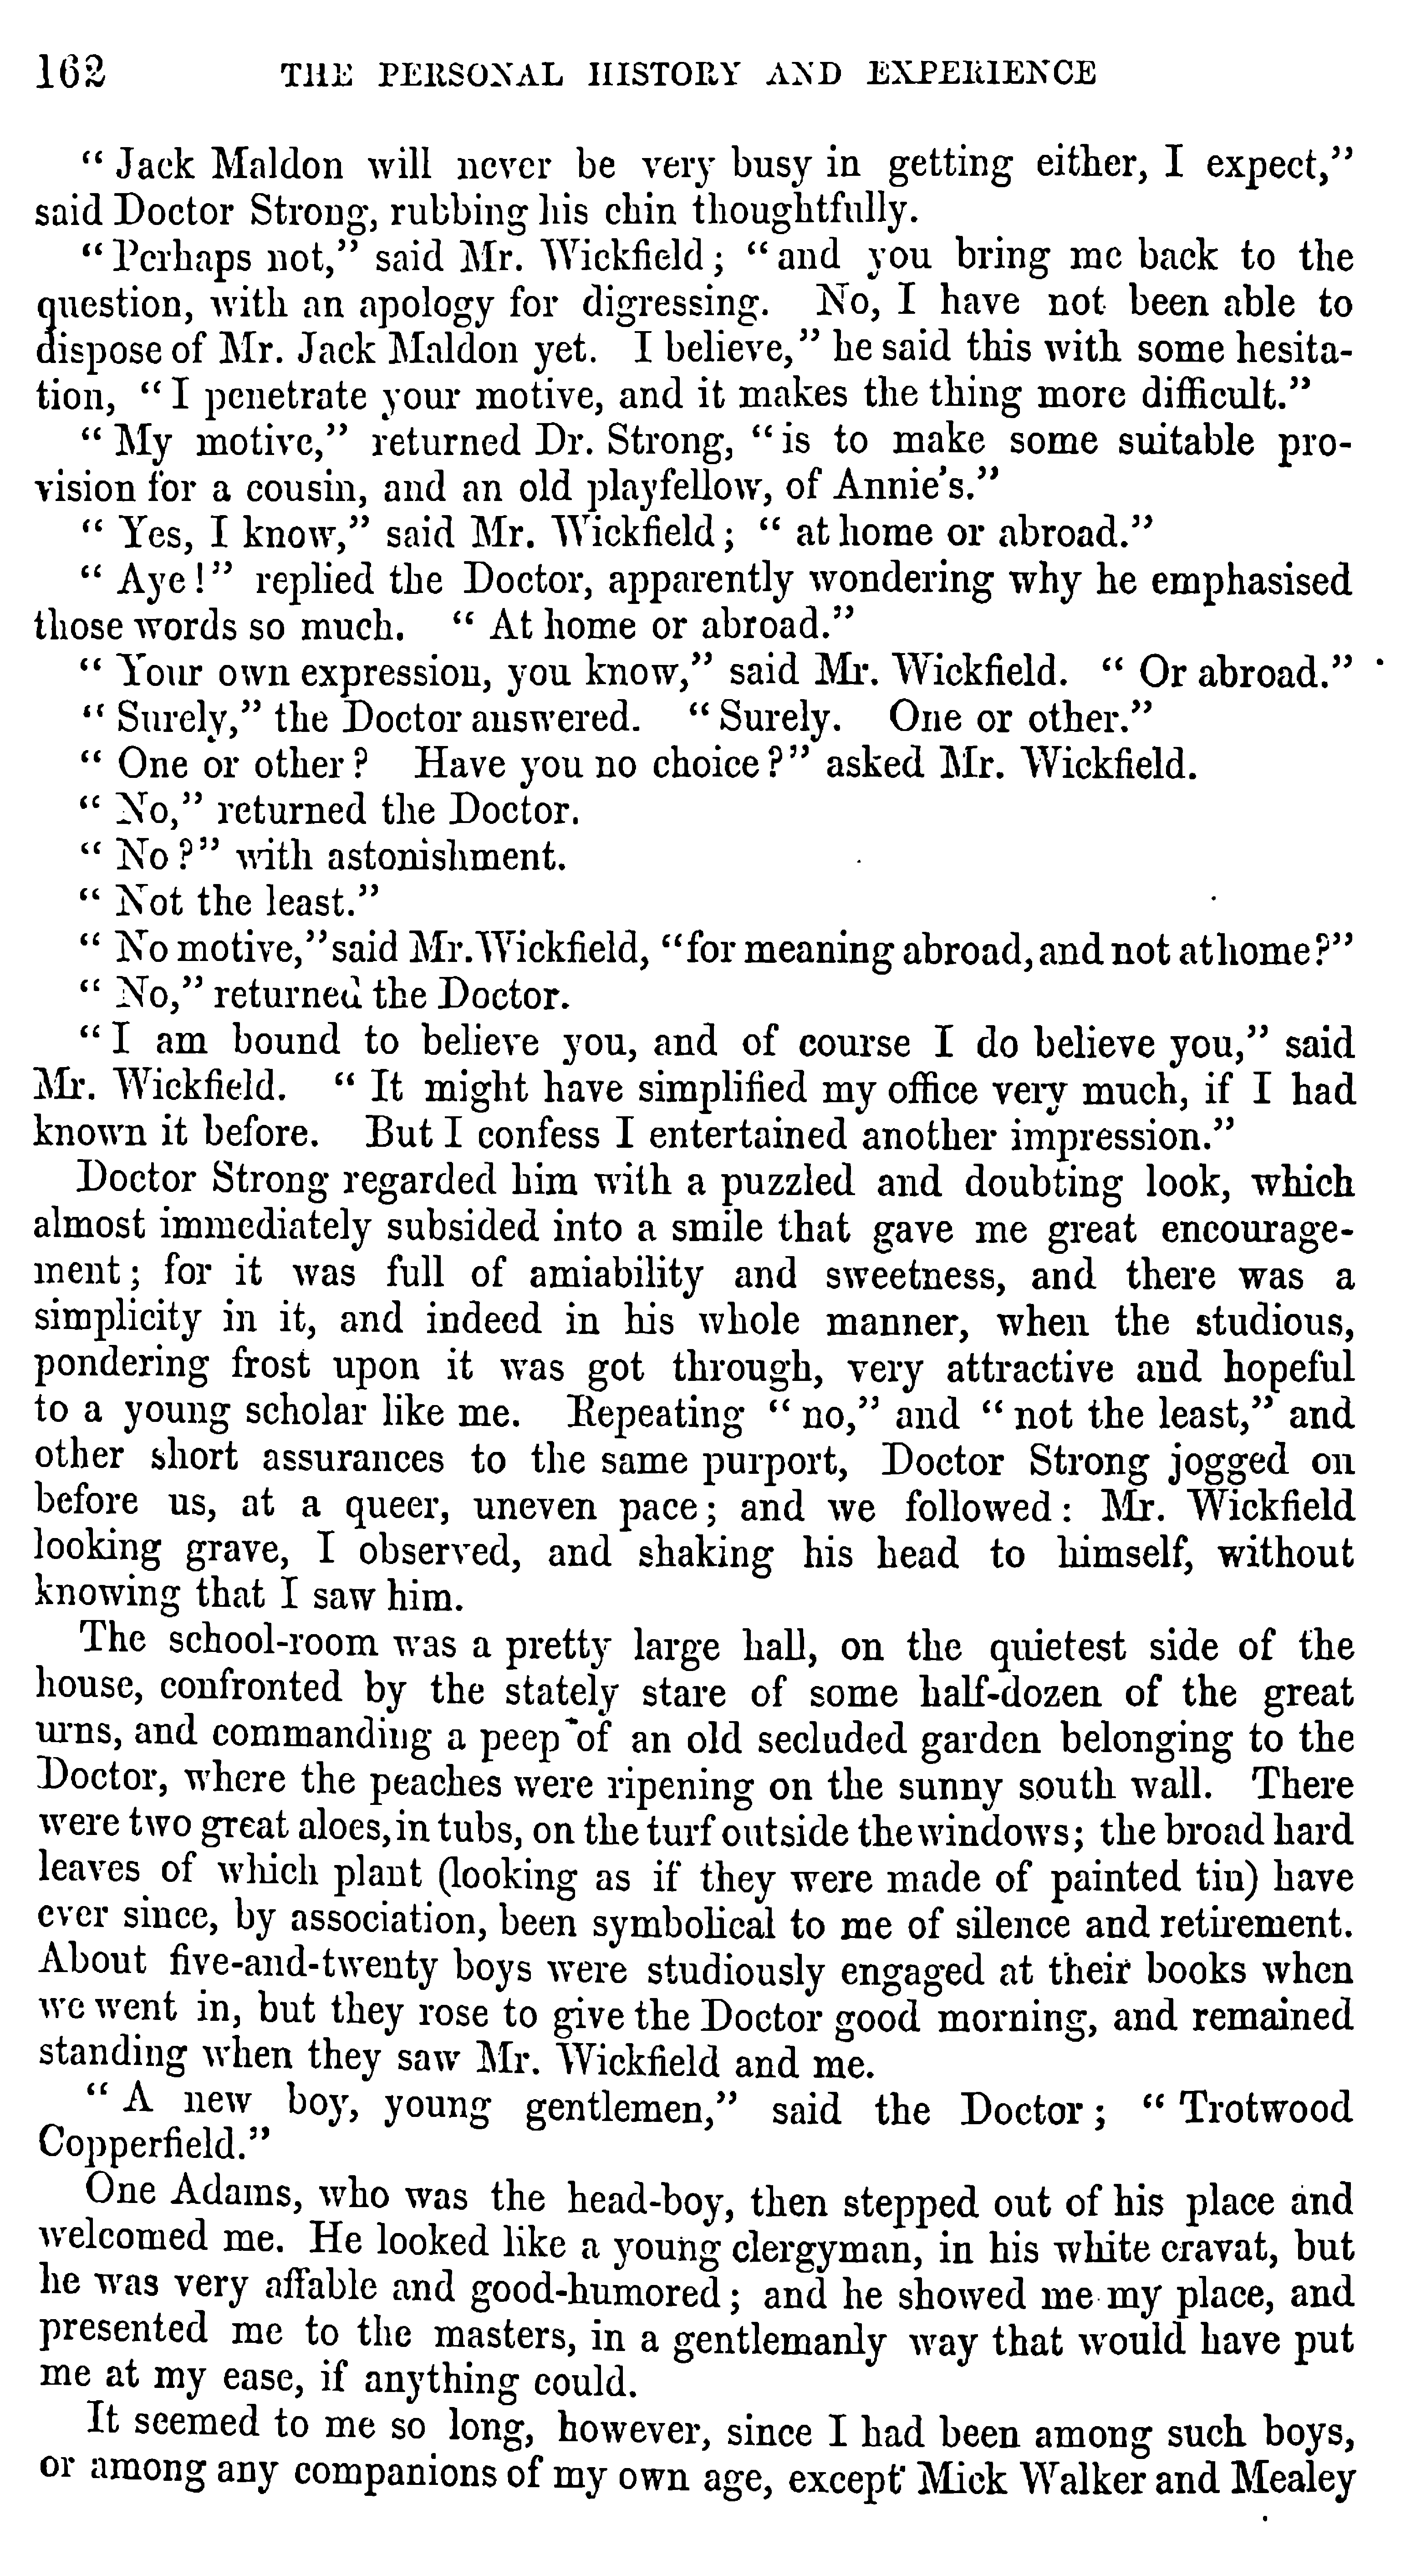 162 THE PERSONAL HISTORY AND EXPERIENCE
" Jack Maldon will never be very busy in getting either, I expect,"
said Doctor Strong, rubbing his chin thoughtfully.
"Perhaps not," said Mr. Wickfield; "and you bring me back to the
question, with an apology for digressing. No, I have not been able to
dispose of Mr. Jack Maldon yet. I believe," he said this with some hesita-
tion, "I penetrate your motive, and it makes the thing more difficult."
"My motive," returned Dr. Strong, "is to make some suitable pro-
vision for a cousin, and an old playfellow, of Annie's."
" Yes, I know," said Mr. Wickfield; " at home or abroad."
" Aye!" replied the Doctor, apparently wondering why he emphasised
those words so much. " At home or abroad."
" Your own expression, you know," said Mr. Wickfield. " Or abroad."
" Surely," the Doctor answered. " Surely. One or other."
" One or other? Have you no choice?" asked Mr. Wickfield.
" No," returned the Doctor.
" No?" with astonishment.
" Not the least."
" No motive," said Mr. Wickfield, "for meaning abroad, and not at home?"
" No," returned the Doctor.
"I am bound to believe you, and of course I do believe you," said
Mr. Wickfield. " It might have simplified my office very much, if I had
known it before. But I confess I entertained another impression."
Doctor Strong regarded him with a puzzled and doubting look, which
almost immediately subsided into a smile that gave me great encourage-
ment; for it was full of amiability and sweetness, and there was a
simplicity in it, and indeed in his whole manner, when the studious,
pondering frost upon it was got through, very attractive and hopeful
to a young scholar like me. Repeating " no," and " not the least," and
other short assurances to the same purport, Doctor Strong jogged on
before us, at a queer, uneven pace; and we followed: Mr. Wickfield
looking grave, I observed, and shaking his head to himself, without
knowing that I saw him.
The school-room was a pretty large hall, on the quietest side of the
house, confronted by the stately stare of some half-dozen of the great
urns, and commanding a peep of an old secluded garden belonging to the
Doctor, where the peaches were ripening on the sunny south wall. There
were two great aloes, in tubs, on the turf outside the windows; the broad hard
leaves of which plant (looking as if they were made of painted tin) have
ever since, by association, been symbolical to me of silence and retirement.
About five-and-twenty boys were studiously engaged at their books when
we went in, but they rose to give the Doctor good morning, and remained
standing when they saw Mr. Wickfield and me.
" A new boy, young gentlemen," said the Doctor; " Trotwood
Copperfield."
One Adams, who was the head-boy, then stepped out of his place and
welcomed me. He looked like a young clergyman, in his white cravat, but
he was very affable and good-humored; and he showed me my place, and
presented me to the masters, in a gentlemanly way that would have put
me at my ease, if anything could.
It seemed to me so long, however, since I had been among such boys,
or among any companions of my own age, except Mick Walker and Mealey